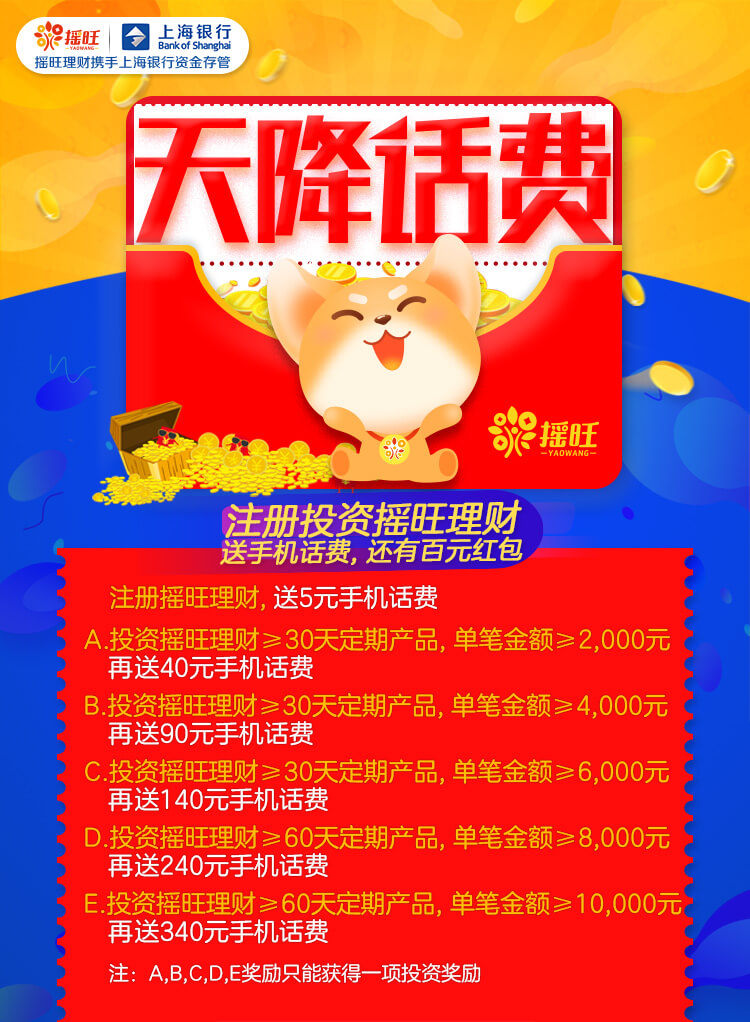 摇旺
YAOWANG
上海银行
Bank of Shanghai
摇旺理财携手上海银行资金存管
天降话费
摇旺
YAOWANG
注册投资摇旺理财
送手机话费, 还有百元红包
注册摇旺理财, 送5元手机话费
A.投资摇旺理财≥30天定期产品, 单笔金额≥2,000元
再送40元手机话费
B.投资摇旺理财≥30天定期产品, 单笔金额≥4,000元
再送90元手机话费
C.投资摇旺理财≥30天定期产品, 单笔金额≥6,000元
再送140元手机话费
D.投资摇旺理财≥60天定期产品, 单笔金额≥8,000元
再送240元手机话费
E.投资摇旺理财≥60天定期产品, 单笔金额≥10,000元
再送340元手机话费
注：A,B,C,D,E奖励只能获得一项投资奖励